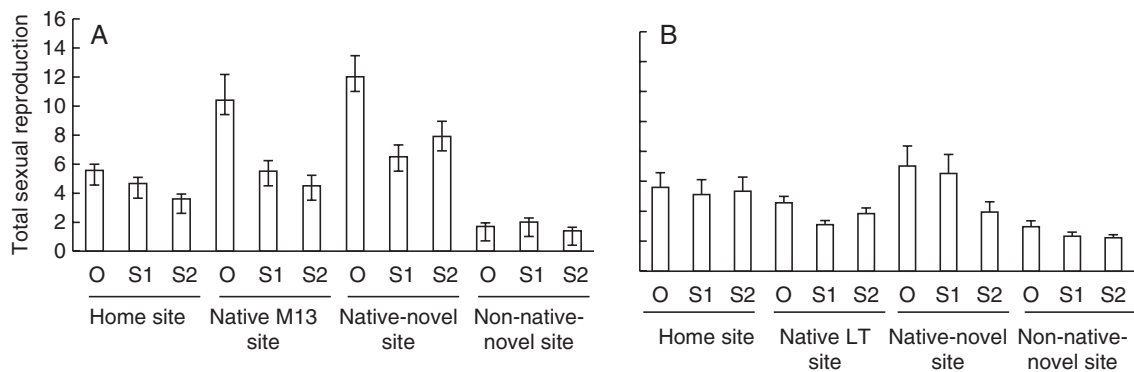 A
B
Total sexual reproduction
16
14
12
10
8
6
4
2
0
O S1 S2 O S1 S2 O S1 S2 O S1 S2
Home site Native M13 site Native-novel site Non-native-novel site
O S1 S2 O S1 S2 O S1 S2 O S1 S2
Home site Native LT site Native-novel site Non-native-novel site